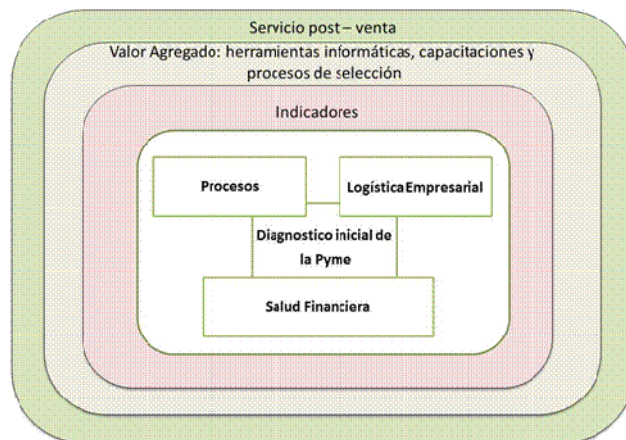 Servicio post – venta
Valor Agregado: herramientas informáticas, capacitaciones y
procesos de selección
Indicadores
Procesos
Logística Empresarial
Diagnostico inicial de
la Pyme
Salud Financiera